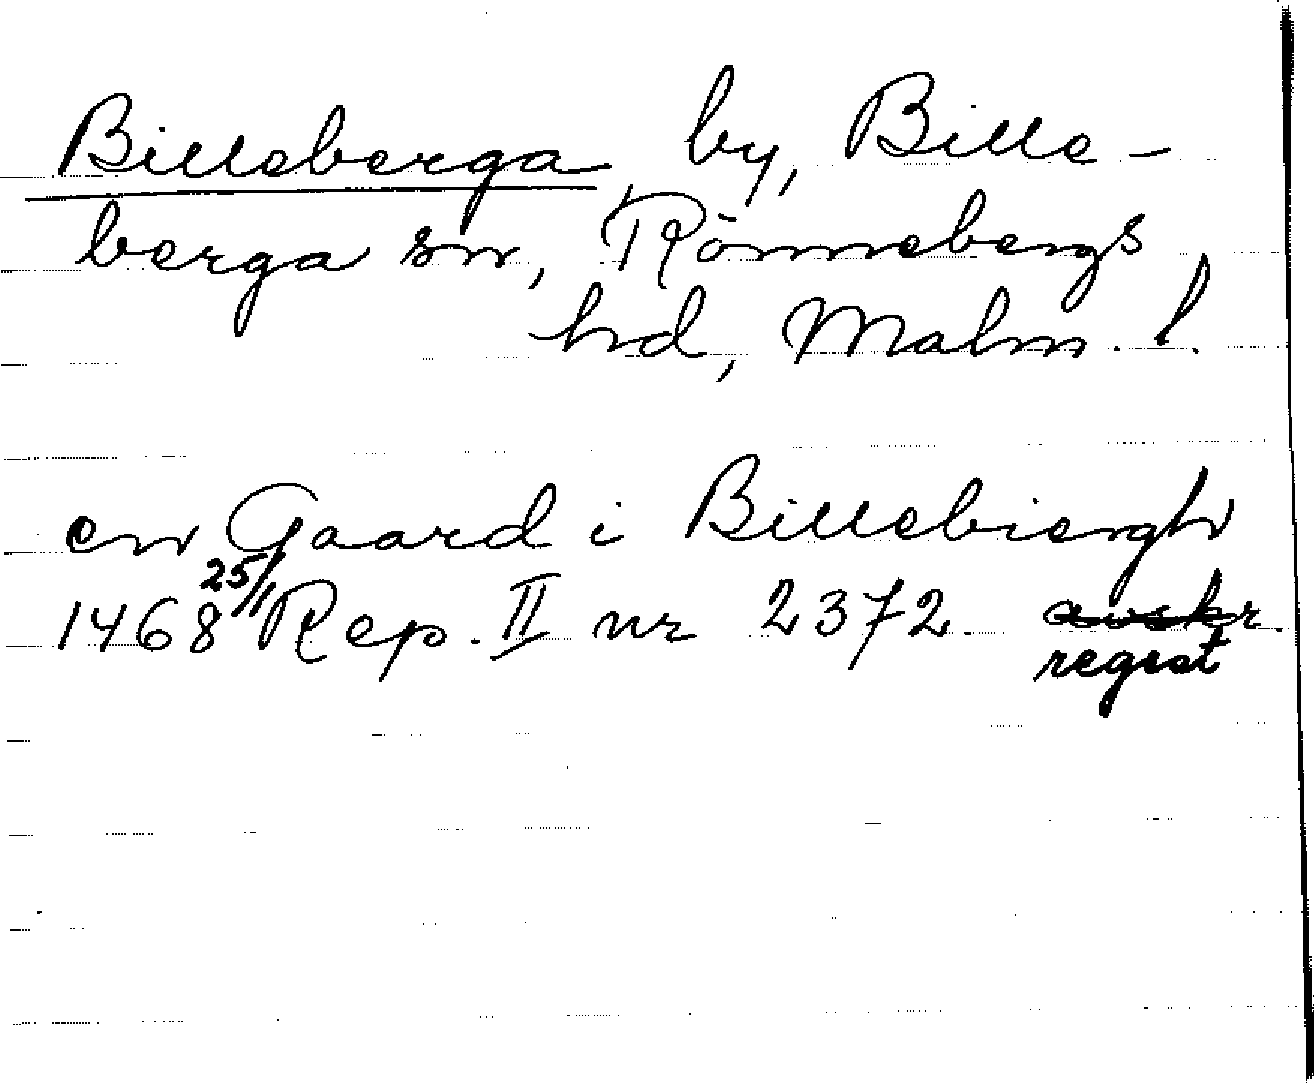 Billeberga by, Bille-
berga sn, Rönnebergs
hd, Malm. l.
en Gaard i Billebiergh
1468 25/1 Rep. II nr 2372 avskr.
regest